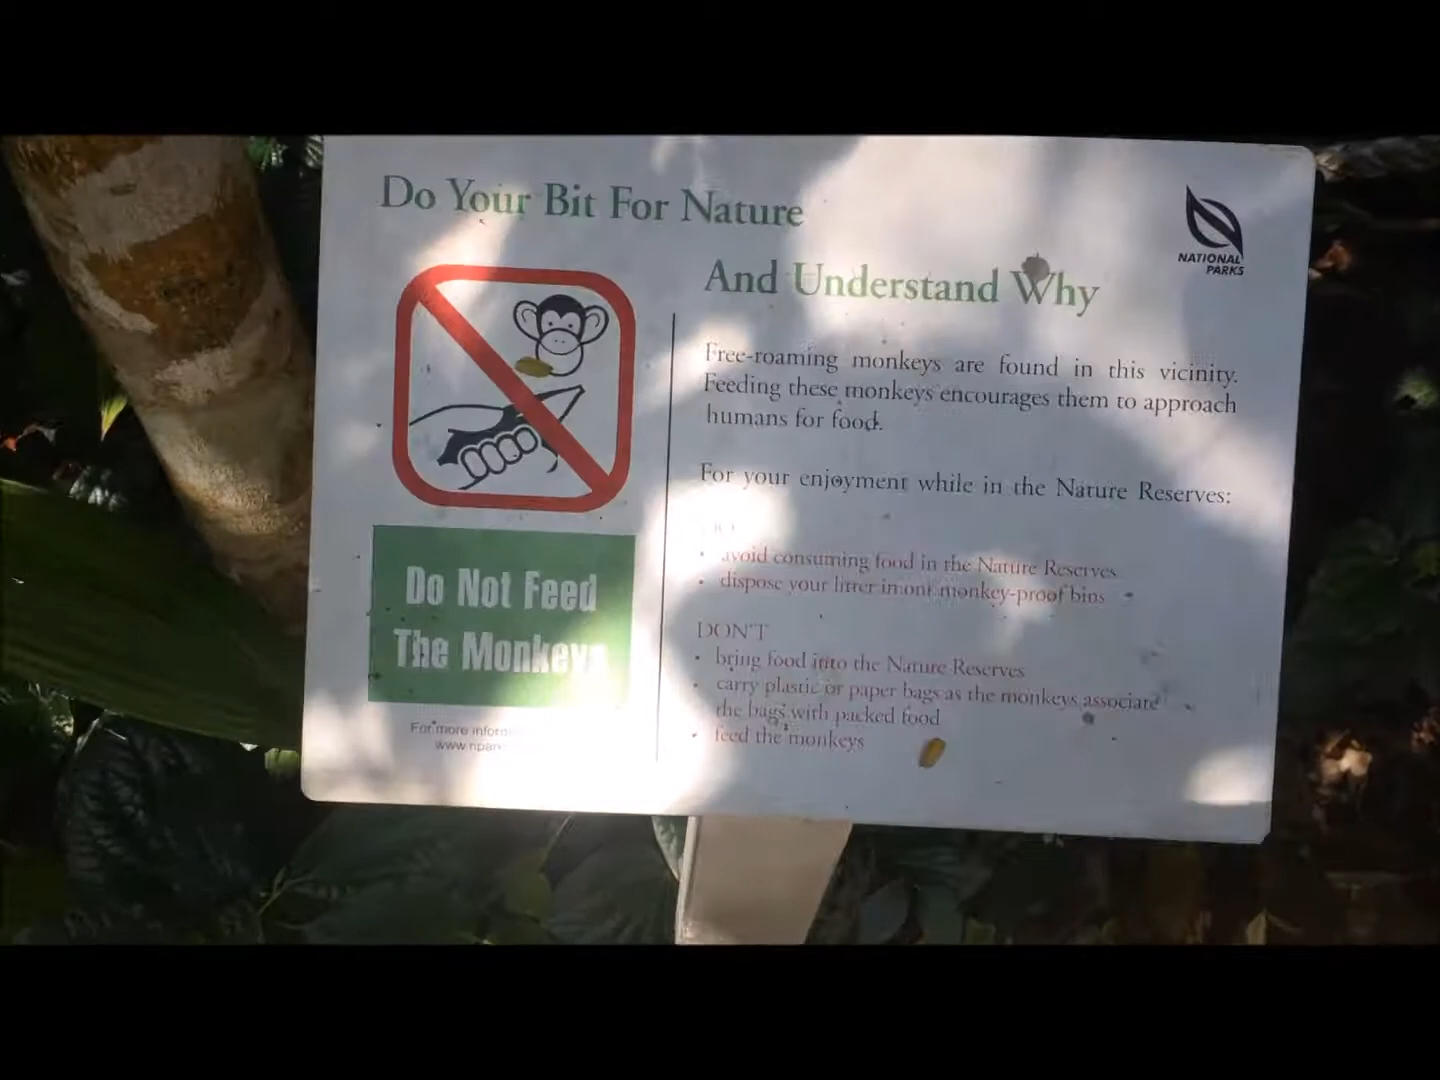 Do Your Bit For Nature
And Understand Why
NATIONAL
PARKS
Free-roaming monkeys are found in this vicinity.
Feeding these monkeys encourages them to approach
humans for food.
For your enjoyment while in the Nature Reserves:
• avoid consuming food in the Nature Reserves
• dispose your litter in our monkey-proof bins
DON'T
• bring food into the Nature Reserves
• carry plastic or paper bags as the monkeys associate
the bags with packed food
• feed the monkeys
Do Not Feed
The Monkeys
For more